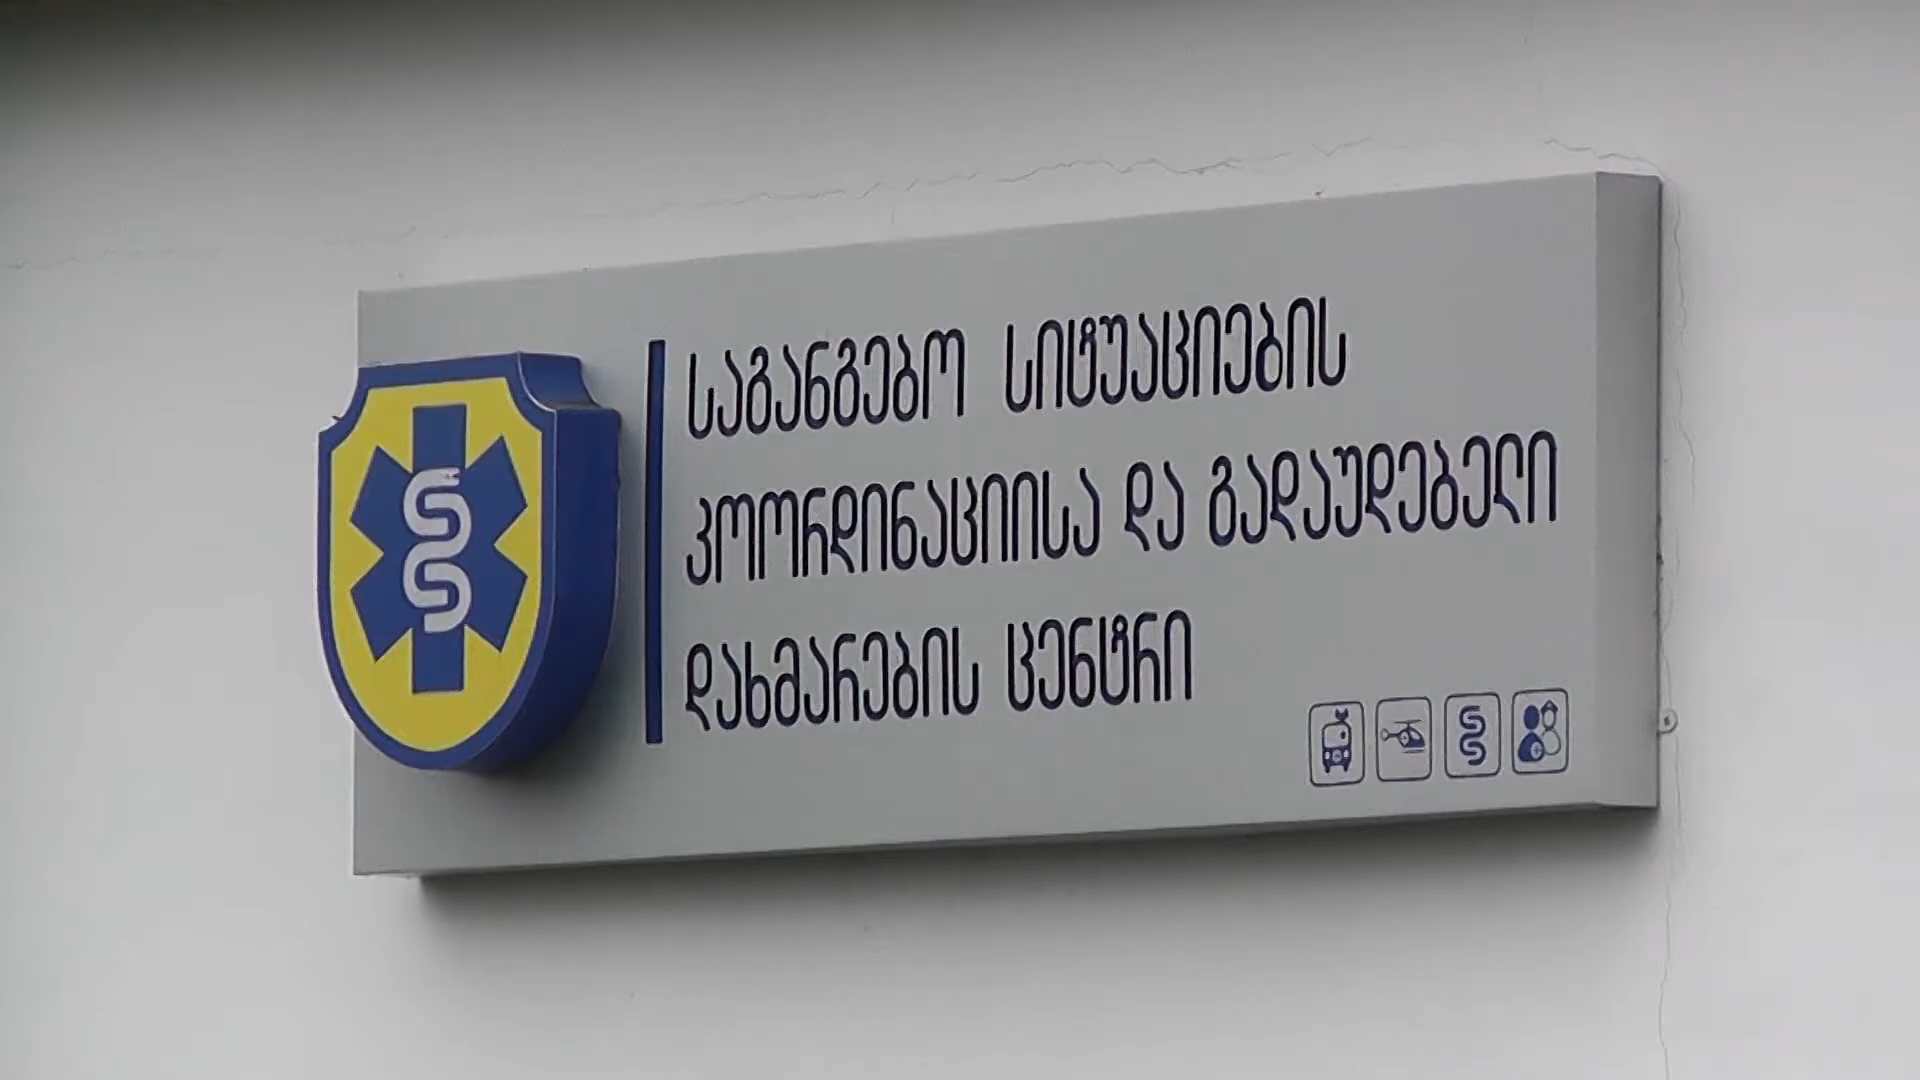 საგანგებო სიტუაციების
კოორდინაციისა და გადაუდებელი
დახმარების ცენტრი